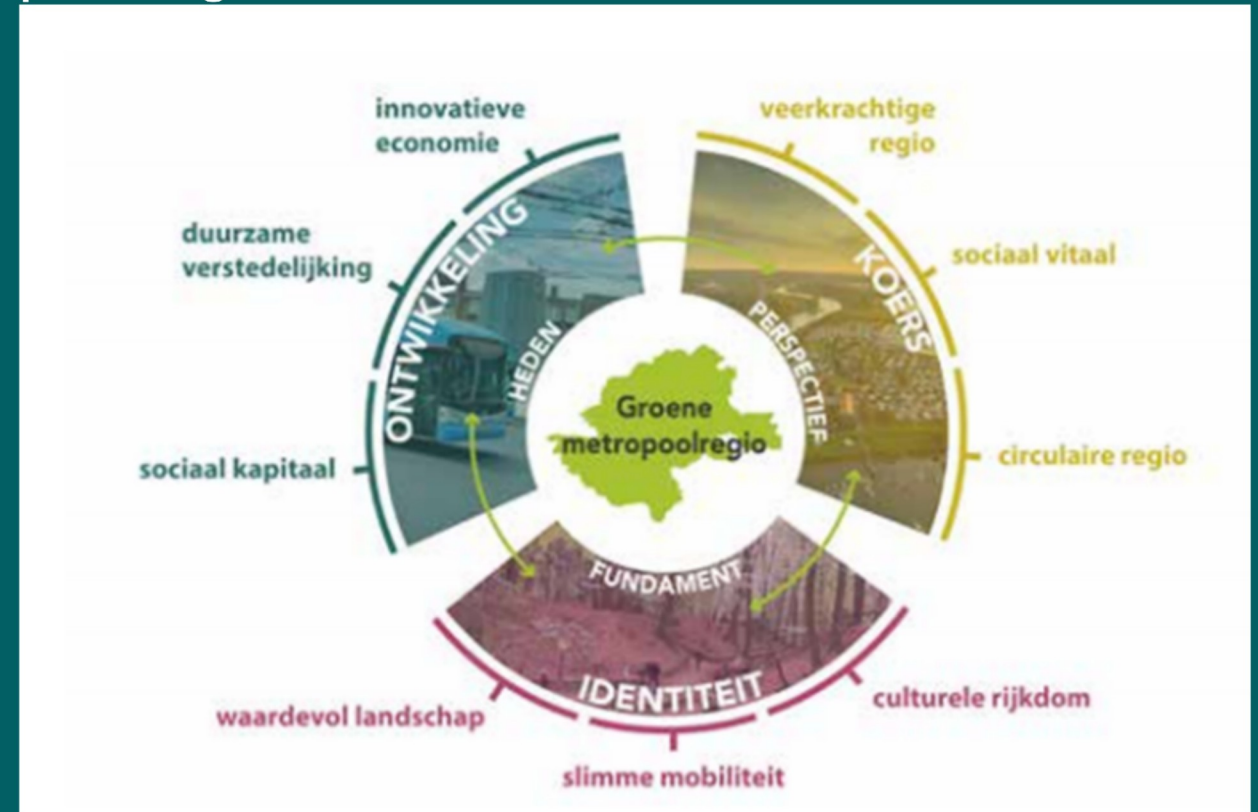 innovatieve
economie
veerkrachtige
regio
duurzame
verstedelijking
sociaal vitaal
ONTWIKKELING
KOERS
HEDEN
PERSPECTIEF
Groene
metropoolregio
sociaal kapitaal
circulaire regio
FUNDAMENT
IDENTITEIT
waardevol landschap
culturele rijkdom
slimme mobiliteit